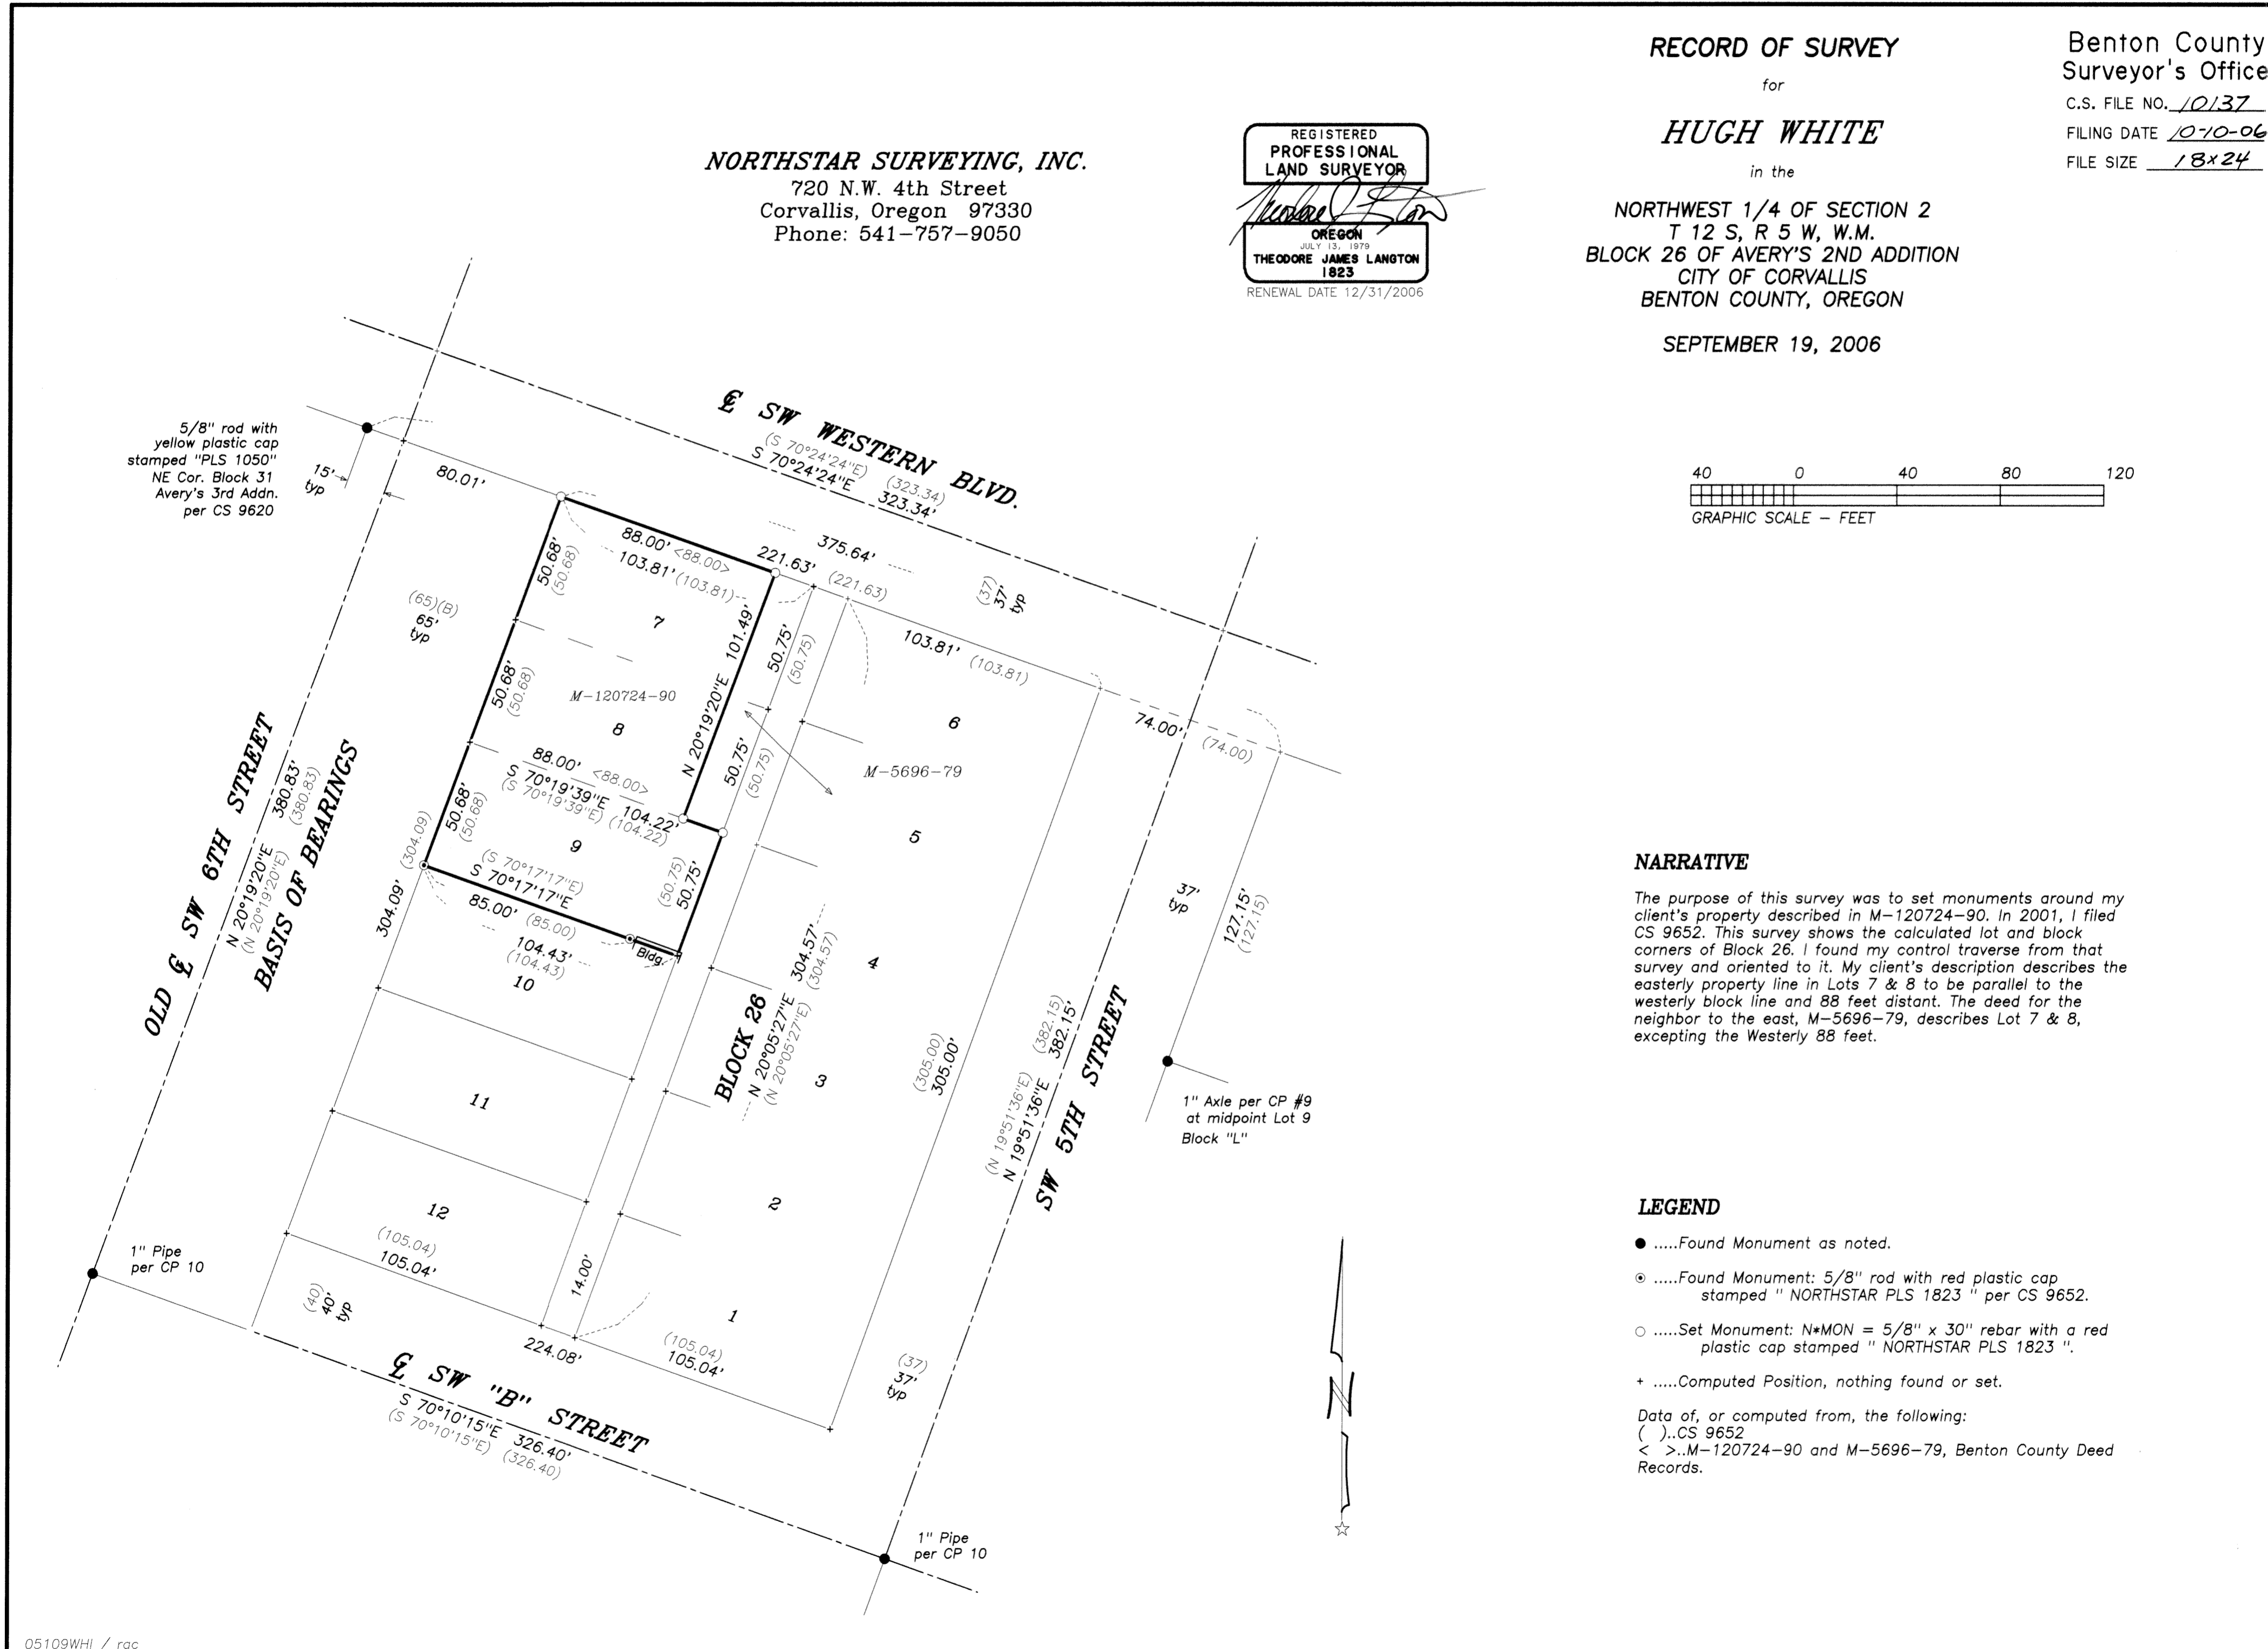 RECORD OF SURVEY
for
HUGH WHITE
in the
NORTHWEST 1/4 OF SECTION 2
T 12 S, R 5 W, W.M.
BLOCK 26 OF AVERY'S 2ND ADDITION
CITY OF CORVALLIS
BENTON COUNTY, OREGON
SEPTEMBER 19, 2006
Benton County
Surveyor's Office
C.S. FILE NO. 10137
FILING DATE 10-10-06
FILE SIZE 18x24
NORTHSTAR SURVEYING, INC.
720 N.W. 4th Street
Corvallis, Oregon 97330
Phone: 541-757-9050
REGISTERED
PROFESSIONAL
LAND SURVEYOR
OREGON
JULY 13, 1979
THEODORE JAMES LANGTON
1823
RENEWAL DATE 12/31/2006
40 0 40 80 120
GRAPHIC SCALE - FEET
5/8" rod with
yellow plastic cap
stamped "PLS 1050"
NE Cor. Block 31
Avery's 3rd Addn.
per CS 9620
15'
typ
80.01'
℄ SW WESTERN BLVD.
(S 70°24'24"E) (323.34)
S 70°24'24"E 323.34'
375.64'
88.00' <88.00>
103.81' (103.81)
221.63'
(221.63)
(37)
37'
typ
50.68'
(50.68)
7
N 20°19'20"E 101.49'
50.75'
(50.75)
103.81' (103.81)
(65)(B)
65'
typ
50.68'
(50.68)
M-120724-90
8
50.75'
(50.75)
6
M-5696-79
74.00'
(74.00)
88.00' <88.00>
S 70°19'39"E 104.22'
(S 70°19'39"E) (104.22)
50.68'
(50.68)
9
5
(S 70°17'17"E)
S 70°17'17"E
85.00' (85.00)
104.43'
(104.43)
Bldg.
(50.75)
50.75'
10
OLD ℄ SW 6TH STREET
N 20°19'20"E 380.83'
(N 20°19'20"E) (380.83)
BASIS OF BEARINGS
(304.09)
304.09'
37'
typ
127.15'
(127.15)
4
BLOCK 26
N 20°05'27"E 304.57'
(N 20°05'27"E) (304.57)
3
(305.00)
305.00'
(N 19°51'36"E) (382.15)
N 19°51'36"E 382.15'
SW 5TH STREET
1" Axle per CP #9
at midpoint Lot 9
Block "L"
11
12
2
(105.04)
105.04'
14.00'
1
1" Pipe
per CP 10
(40)
40'
typ
224.08'
(105.04)
105.04'
(37)
37'
typ
℄ SW "B" STREET
S 70°10'15"E 326.40'
(S 70°10'15"E) (326.40)
1" Pipe
per CP 10
N
NARRATIVE
The purpose of this survey was to set monuments around my
client's property described in M-120724-90. In 2001, I filed
CS 9652. This survey shows the calculated lot and block
corners of Block 26. I found my control traverse from that
survey and oriented to it. My client's description describes the
easterly property line in Lots 7 & 8 to be parallel to the
westerly block line and 88 feet distant. The deed for the
neighbor to the east, M-5696-79, describes Lot 7 & 8,
excepting the Westerly 88 feet.
LEGEND
● .....Found Monument as noted.
⊙ .....Found Monument: 5/8" rod with red plastic cap
stamped " NORTHSTAR PLS 1823 " per CS 9652.
○ .....Set Monument: N*MON = 5/8" x 30" rebar with a red
plastic cap stamped " NORTHSTAR PLS 1823 ".
+ .....Computed Position, nothing found or set.
Data of, or computed from, the following:
( )..CS 9652
< >..M-120724-90 and M-5696-79, Benton County Deed
Records.
05109WHI / rac